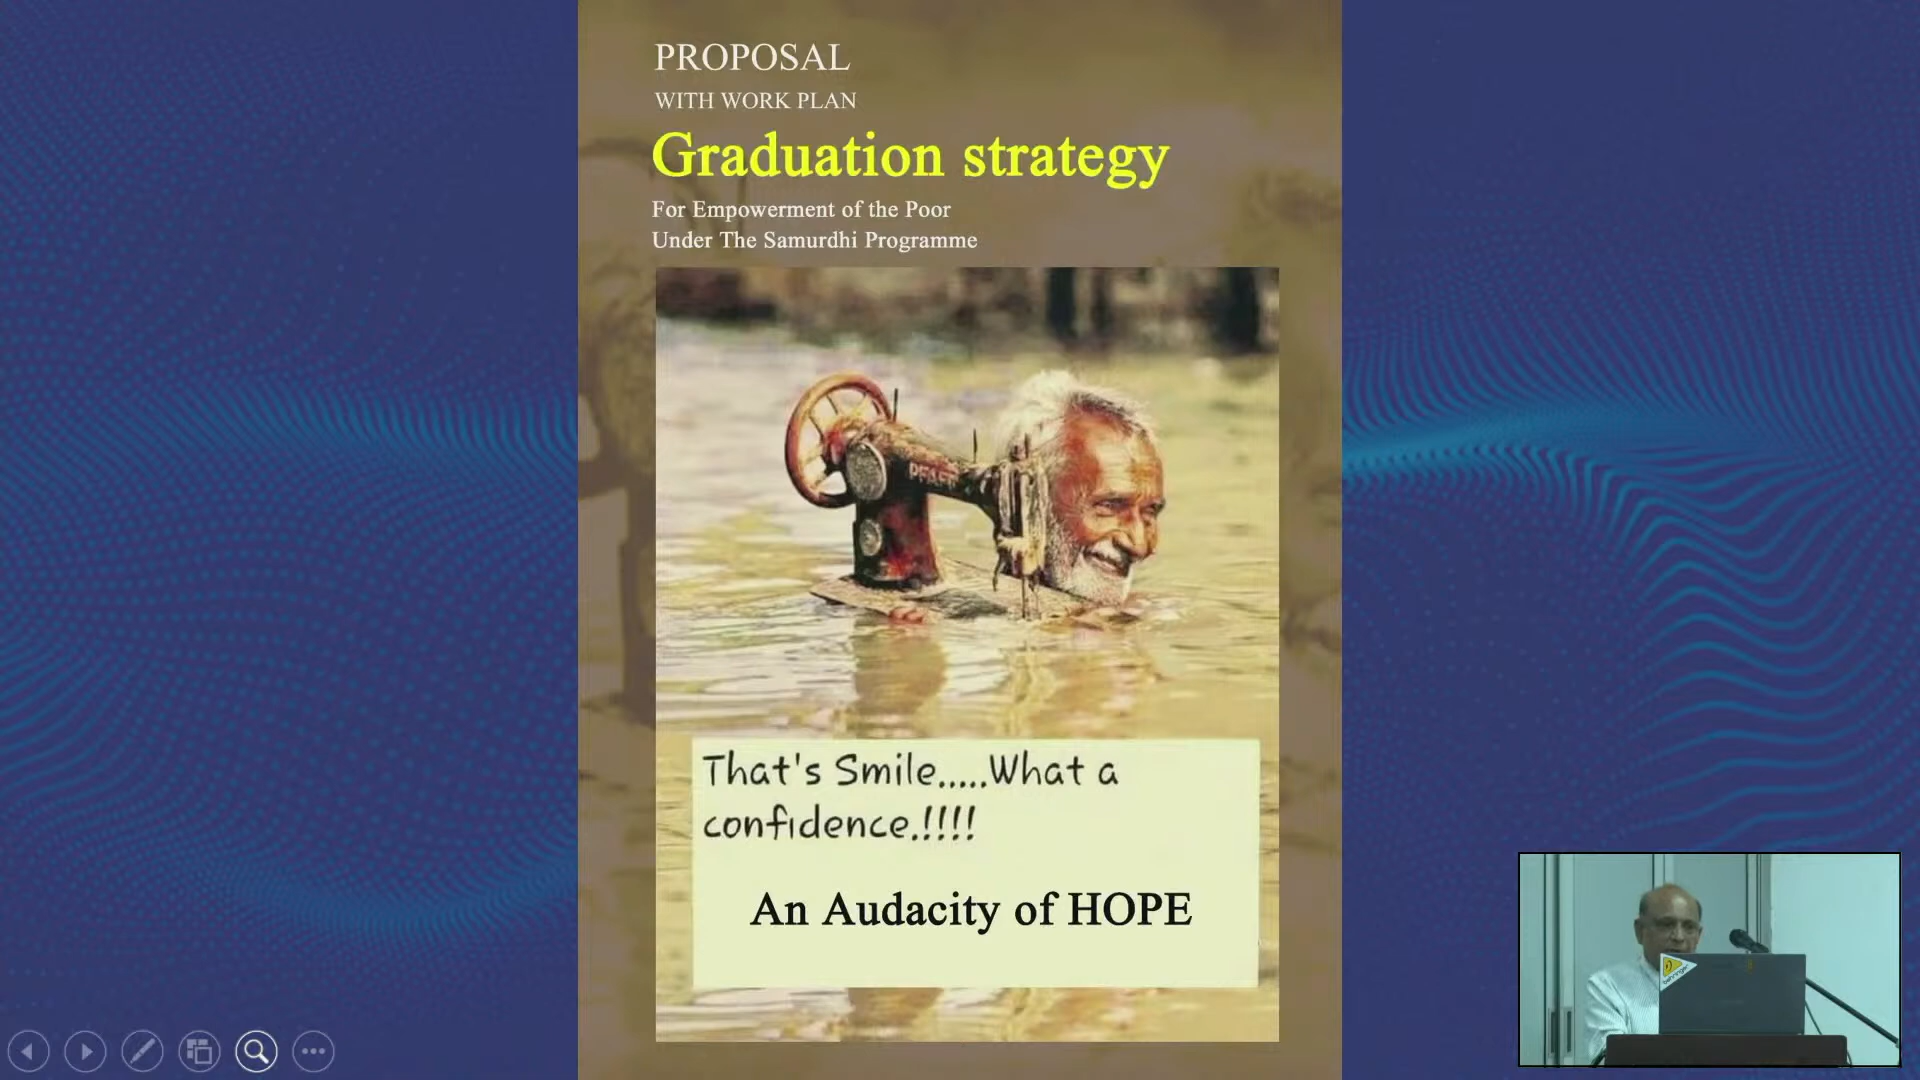 PROPOSAL
WITH WORK PLAN
Graduation strategy
For Empowerment of the Poor
Under The Samurdhi Programme
That's Smile.....What a
confidence.!!!!
An Audacity of HOPE
behringer